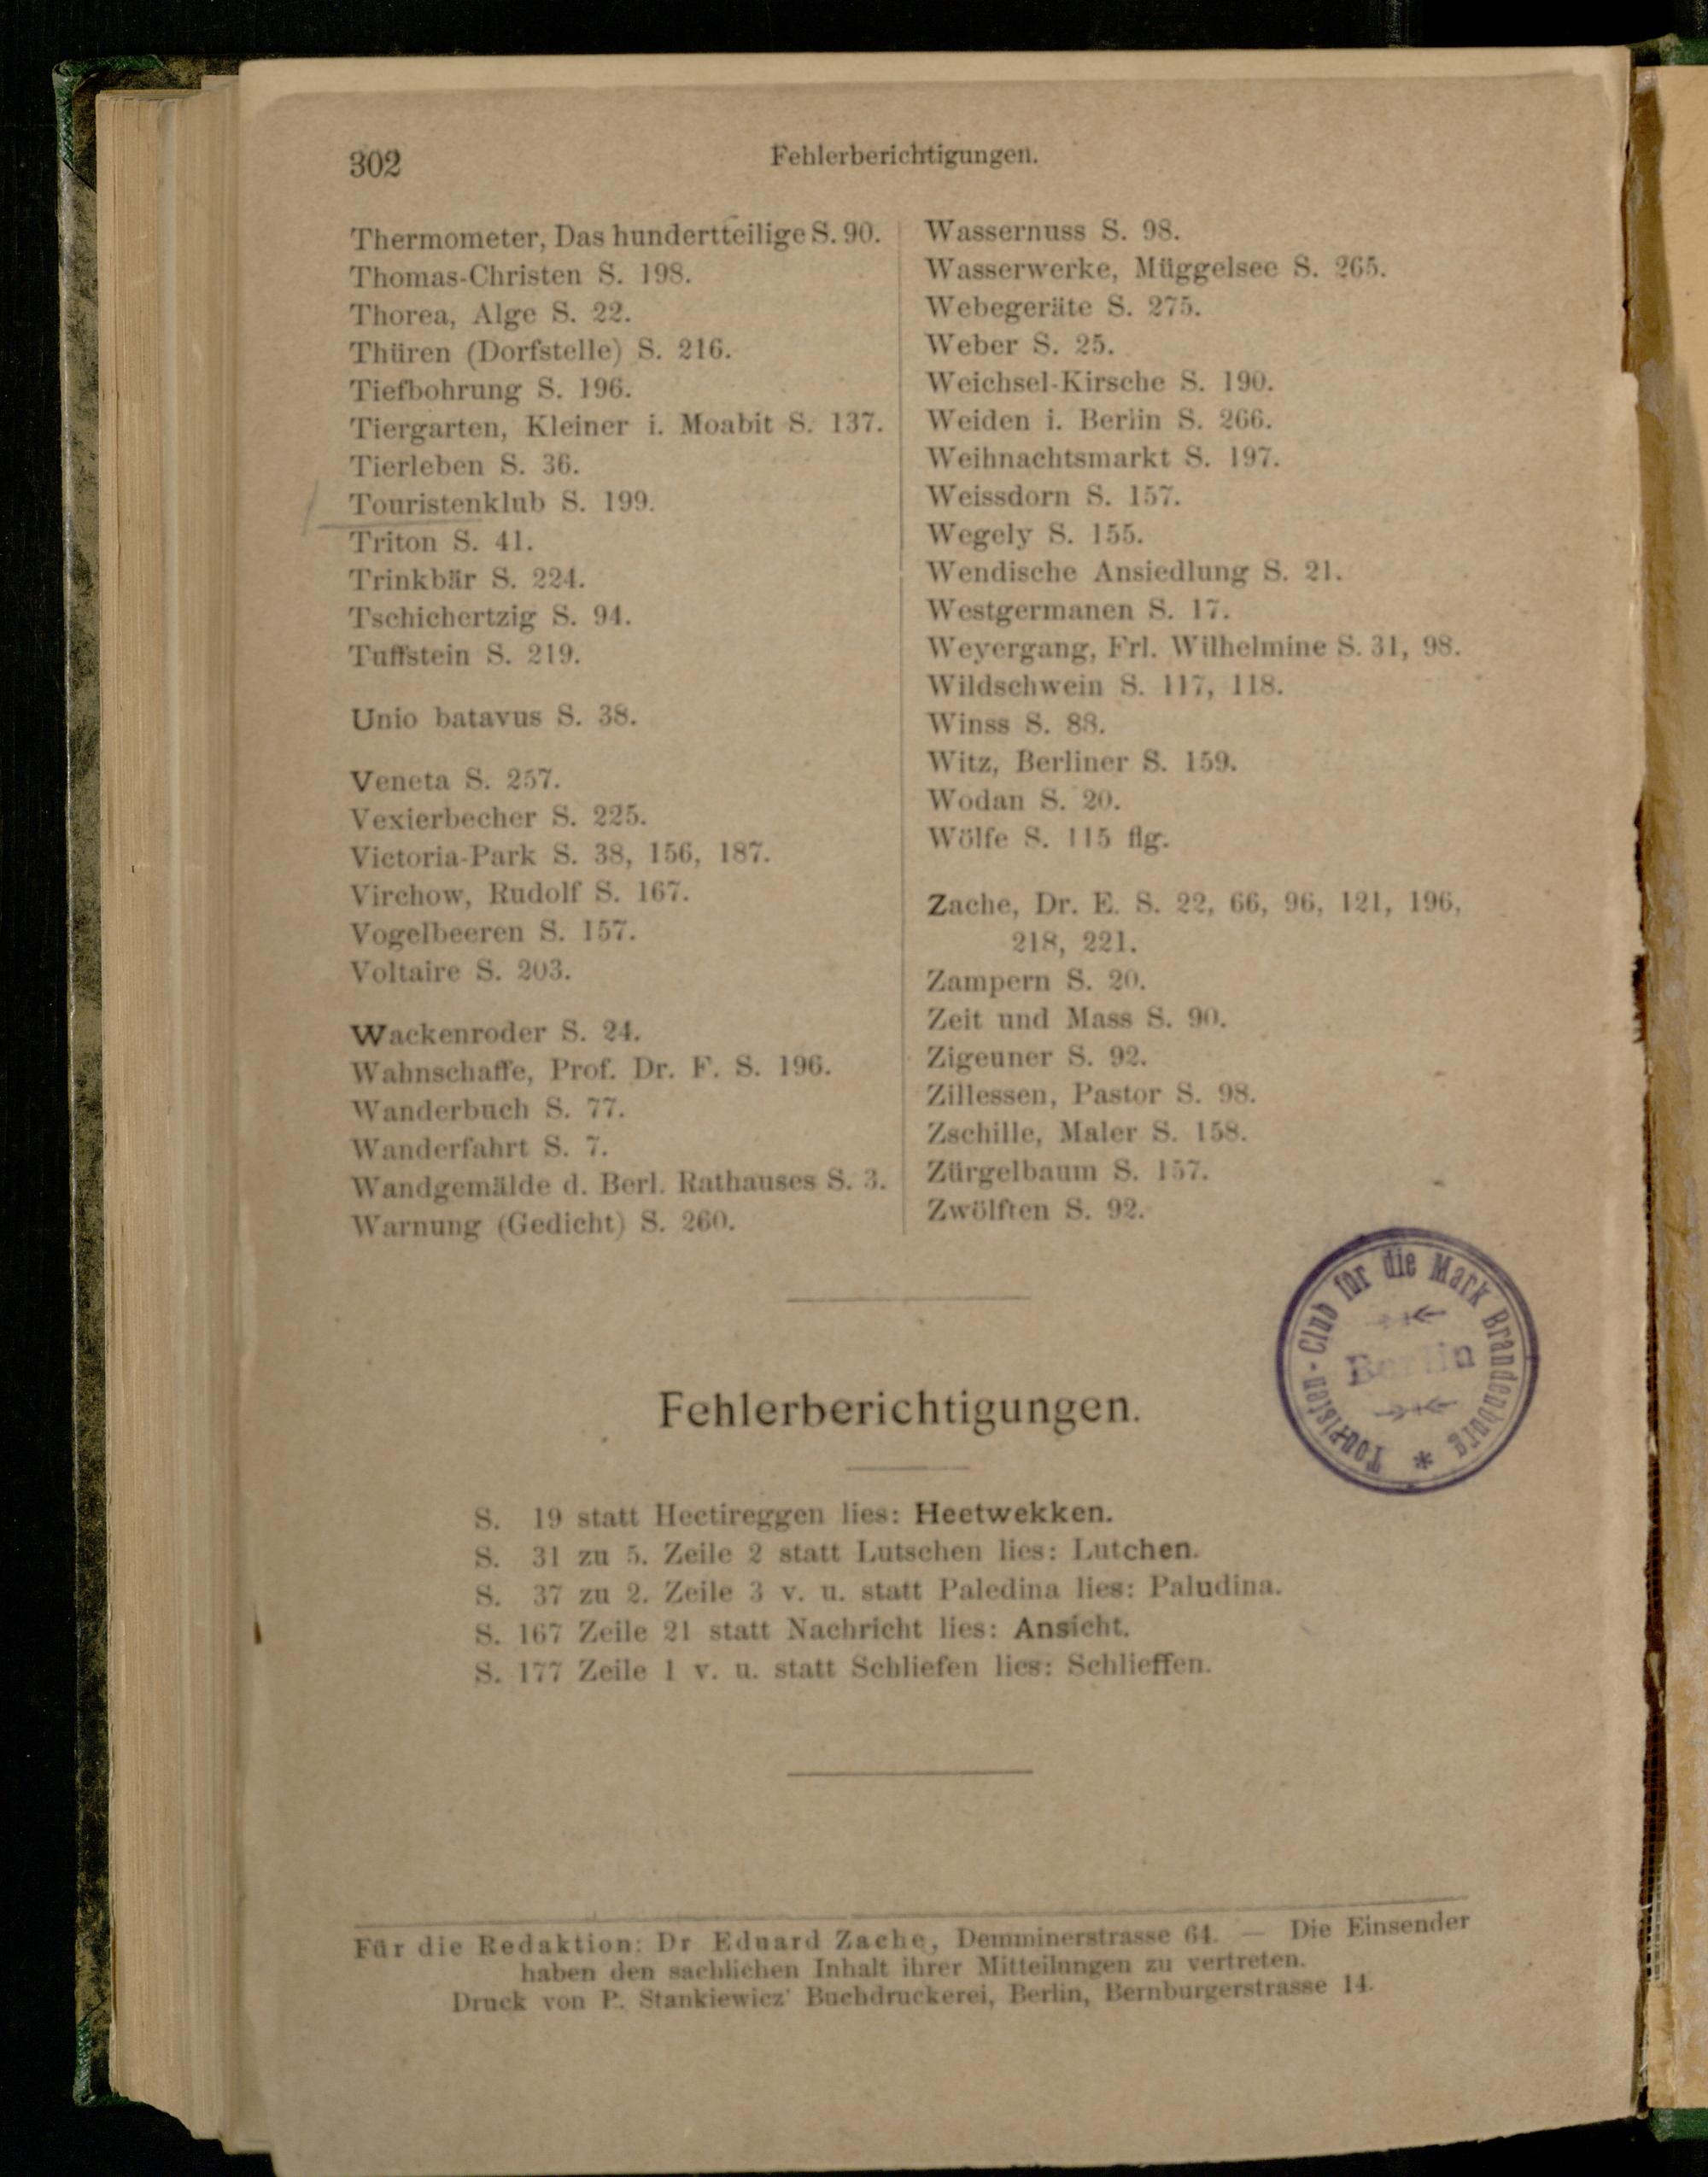 302
Fehlerberichtigungen.
Thermometer, Das hundertteilige S. 90.
Thomas-Christen S. 198.
Thorea, Alge S. 22.
Thüren (Dorfstelle) S. 216.
Tiefbohrung S. 196.
Tiergarten, Kleiner i. Moabit S. 137.
Tierleben S. 36.
Touristenklub S. 199.
Triton S. 41.
Trinkbär S. 224.
Tschichertzig S. 94.
Tuffstein S. 219.
Unio batavus S. 38.
Veneta S. 257.
Vexierbecher S. 225.
Victoria-Park S. 38, 156, 187.
Virchow, Rudolf S. 167.
Vogelbeeren S. 157.
Voltaire S. 203.
Wackenroder S. 24.
Wahnschaffe, Prof. Dr. F. S. 196.
Wanderbuch S. 77.
Wanderfahrt S. 7.
Wandgemälde d. Berl. Rathauses S. 3.
Warnung (Gedicht) S. 260.
Wassernuss S. 98.
Wasserwerke, Müggelsee S. 265.
Webegeräte S. 275.
Weber S. 25.
Weichsel-Kirsche S. 190.
Weiden i. Berlin S. 266.
Weihnachtsmarkt S. 197.
Weissdorn S. 157.
Wegely S. 155.
Wendische Ansiedlung S. 21.
Westgermanen S. 17.
Weyergang, Frl. Wilhelmine S. 31, 98.
Wildschwein S. 117, 118.
Winss S. 88.
Witz, Berliner S. 159.
Wodan S. 20.
Wölfe S. 115 flg.
Zache, Dr. E. S. 22, 66, 96, 121, 196,
218, 221.
Zampern S. 20.
Zeit und Mass S. 90.
Zigeuner S. 92.
Zillessen, Pastor S. 98.
Zschille, Maler S. 158.
Zürgelbaum S. 157.
Zwölften S. 92.
Touristen-Club für die Mark Brandenburg *
Berlin
Fehlerberichtigungen.
S. 19 statt Hectireggen lies: Heetwekken.
S. 31 zu 5. Zeile 2 statt Lutschen lies: Lutchen.
S. 37 zu 2. Zeile 3 v. u. statt Paledina lies: Paludina.
S. 167 Zeile 21 statt Nachricht lies: Ansicht.
S. 177 Zeile 1 v. u. statt Schliefen lies: Schlieffen.
Für die Redaktion: Dr Eduard Zache, Demminerstrasse 64. — Die Einsender
haben den sachlichen Inhalt ihrer Mitteilungen zu vertreten.
Druck von P. Stankiewicz' Buchdruckerei, Berlin, Bernburgerstrasse 14.